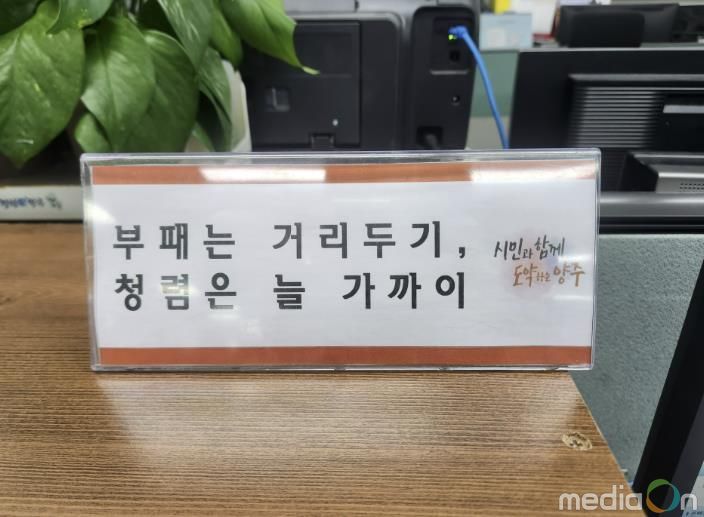 부패는 거리두기,
청렴은 늘 가까이
시민과 함께
도약하는 양주
mediaOn